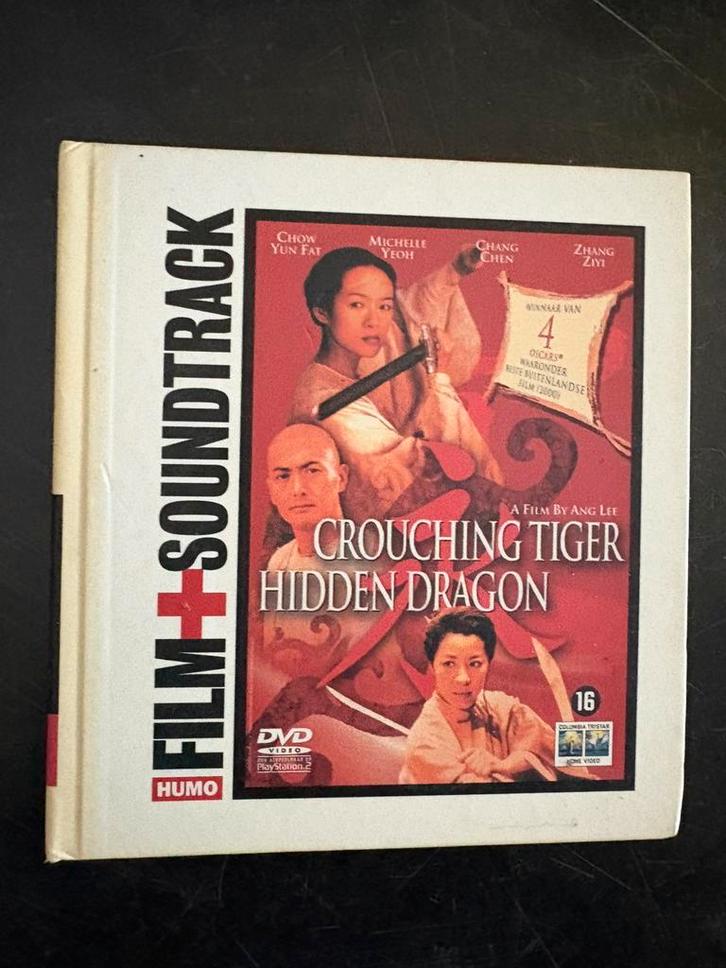 FILM+SOUNDTRACK
HUMO
CHOW
YUN FAT
MICHELLE
YEOH
CHANG
CHEN
ZHANG
ZIYI
WINNAAR VAN
4
OSCARS®
WAARONDER
BESTE BUITENLANDSE
FILM (2000)
A FILM BY ANG LEE
CROUCHING TIGER
HIDDEN DRAGON
16
DVD
VIDEO
PlayStation.2
COLUMBIA TRISTAR
HOME VIDEO